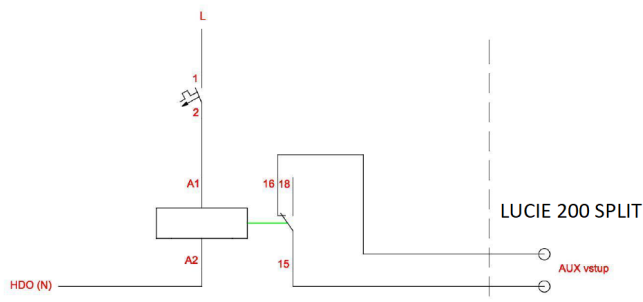 L
1
2
A1
16 18
LUCIE 200 SPLIT
A2
15
AUX vstup
HDO (N)